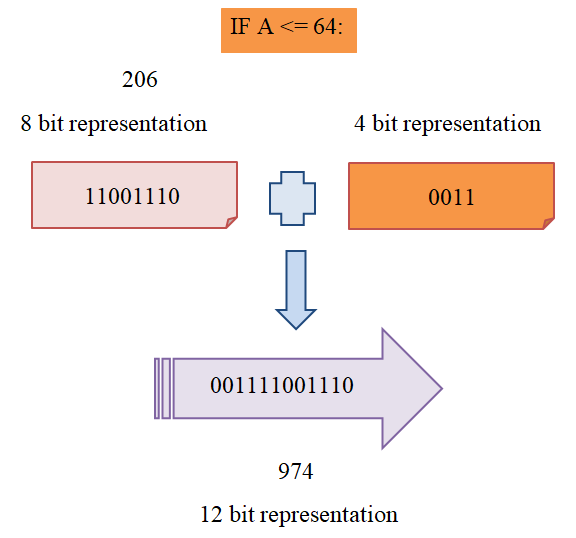 IF A <= 64:
206
8 bit representation
4 bit representation
11001110
0011
001111001110
974
12 bit representation